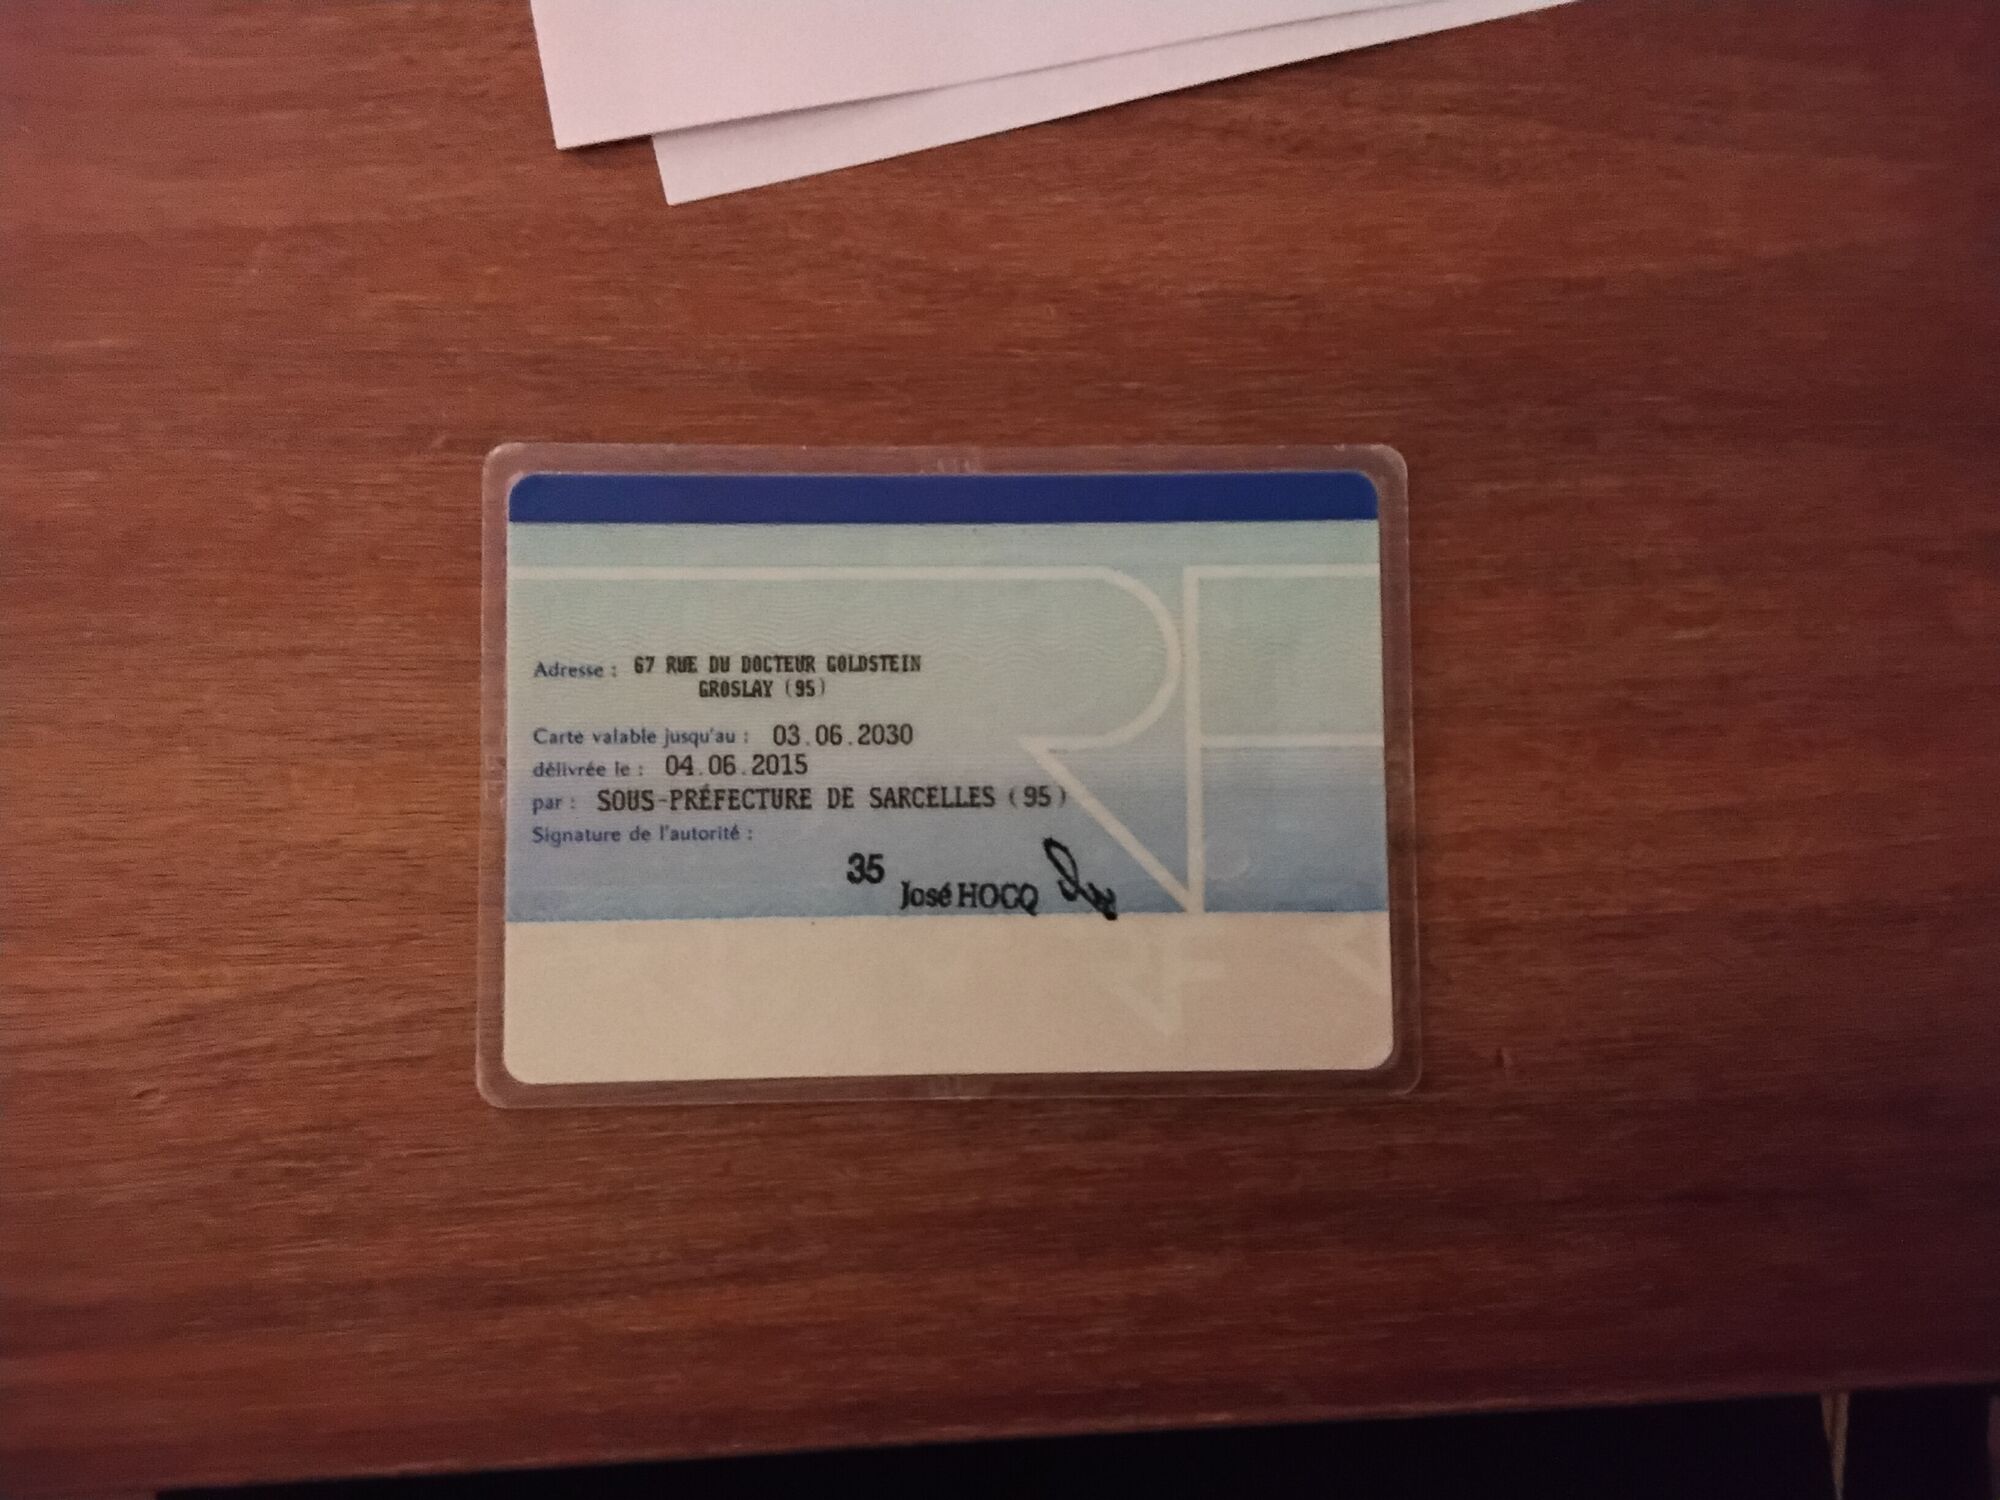 Adresse : 67 RUE DU DOCTEUR GOLDSTEIN
GROSLAY (95)
Carte valable jusqu'au : 03.06.2030
délivrée le : 04.06.2015
par : SOUS-PRÉFECTURE DE SARCELLES (95)
Signature de l'autorité :
35
José HOCQ
RF